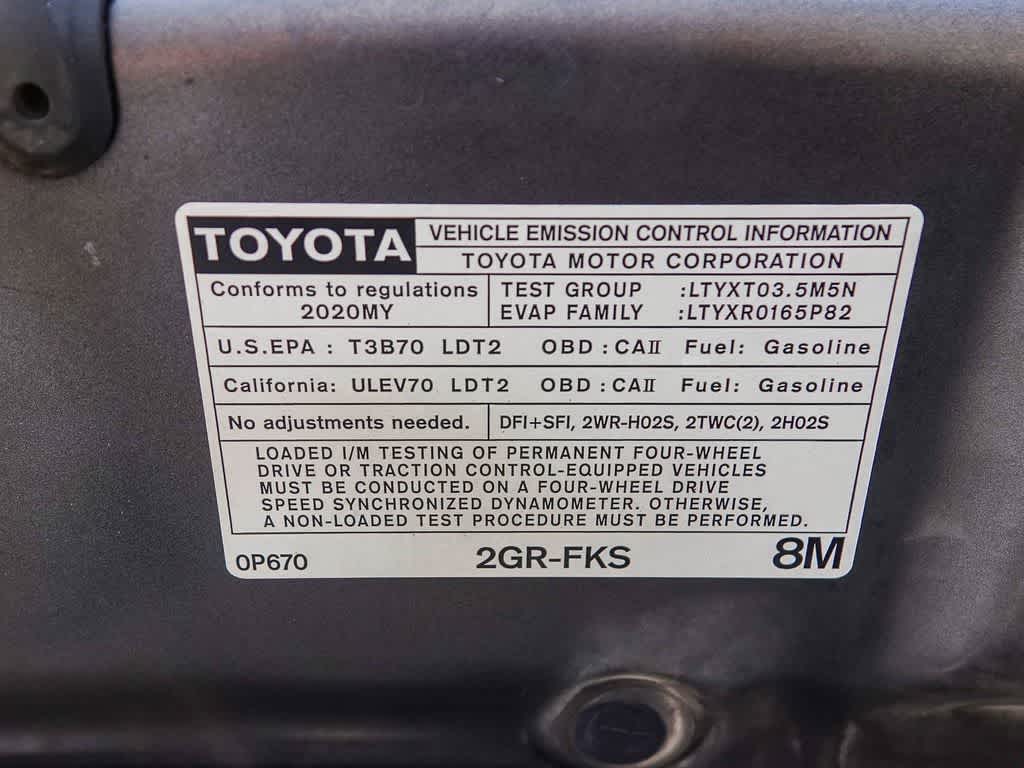 TOYOTA
VEHICLE EMISSION CONTROL INFORMATION
TOYOTA MOTOR CORPORATION
Conforms to regulations
2020MY
TEST GROUP :LTYXT03.5M5N
EVAP FAMILY :LTYXR0165P82
U.S.EPA : T3B70 LDT2 OBD : CAII Fuel: Gasoline
California: ULEV70 LDT2 OBD : CAII Fuel: Gasoline
No adjustments needed.
DFI+SFI, 2WR-HO2S, 2TWC(2), 2HO2S
LOADED I/M TESTING OF PERMANENT FOUR-WHEEL
DRIVE OR TRACTION CONTROL-EQUIPPED VEHICLES
MUST BE CONDUCTED ON A FOUR-WHEEL DRIVE
SPEED SYNCHRONIZED DYNAMOMETER. OTHERWISE,
A NON-LOADED TEST PROCEDURE MUST BE PERFORMED.
0P670 2GR-FKS 8M